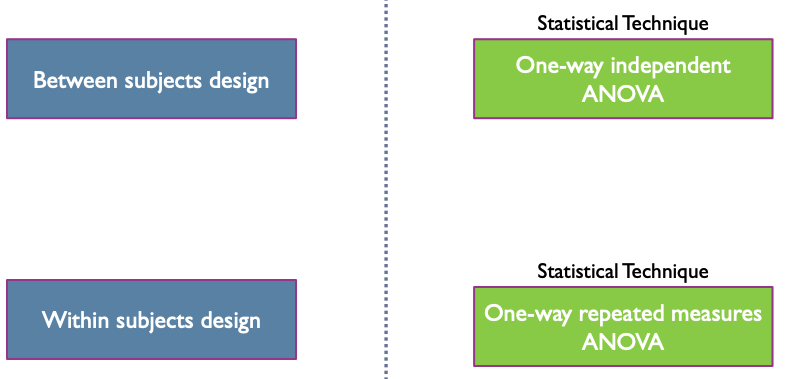 Statistical Technique
Between subjects design
One-way independent
ANOVA
Statistical Technique
Within subjects design
One-way repeated measures
ANOVA